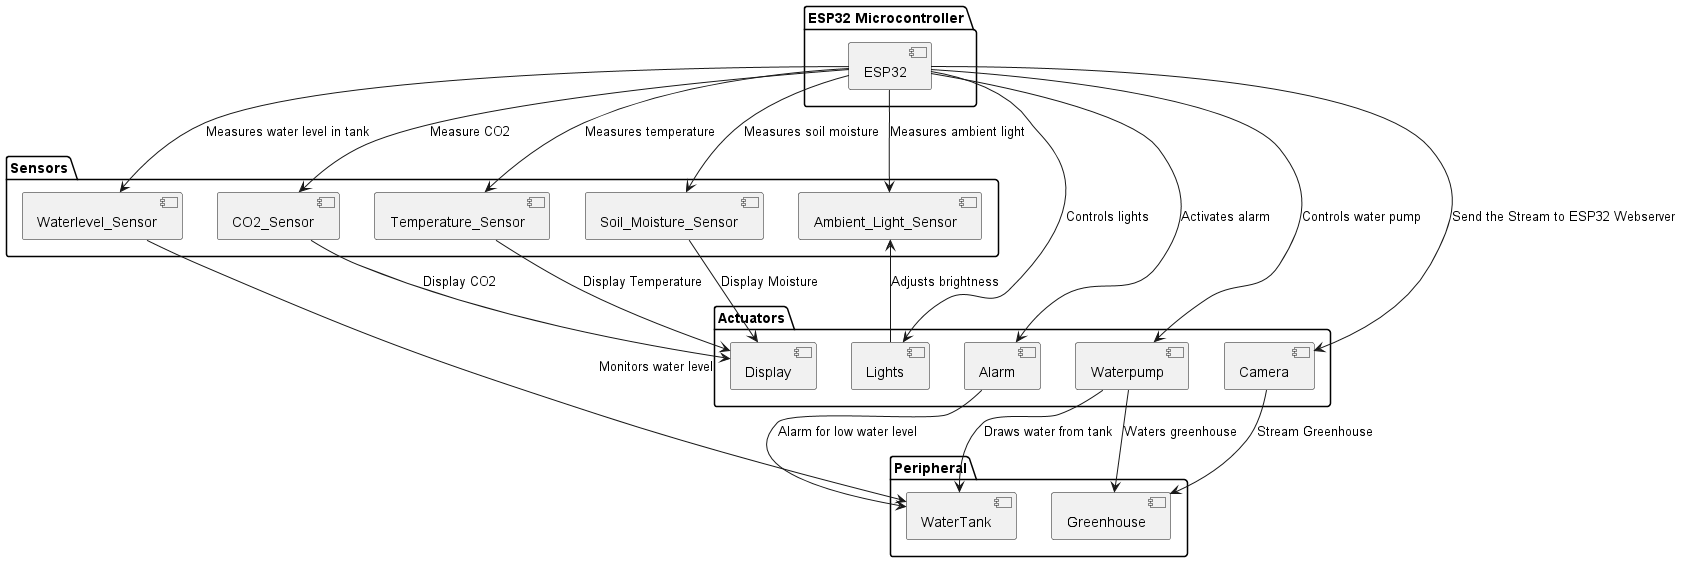 ESP32 Microcontroller
ESP32
Measures water level in tank
Measure CO2
Measures temperature
Measures soil moisture
Measures ambient light
Sensors
Waterlevel_Sensor
CO2_Sensor
Temperature_Sensor
Soil_Moisture_Sensor
Ambient_Light_Sensor
Controls lights
Activates alarm
Controls water pump
Send the Stream to ESP32 Webserver
Display CO2
Display Temperature
Display Moisture
Adjusts brightness
Actuators
Monitors water level
Display
Lights
Alarm
Waterpump
Camera
Alarm for low water level
Draws water from tank
Waters greenhouse
Stream Greenhouse
Peripheral
WaterTank
Greenhouse